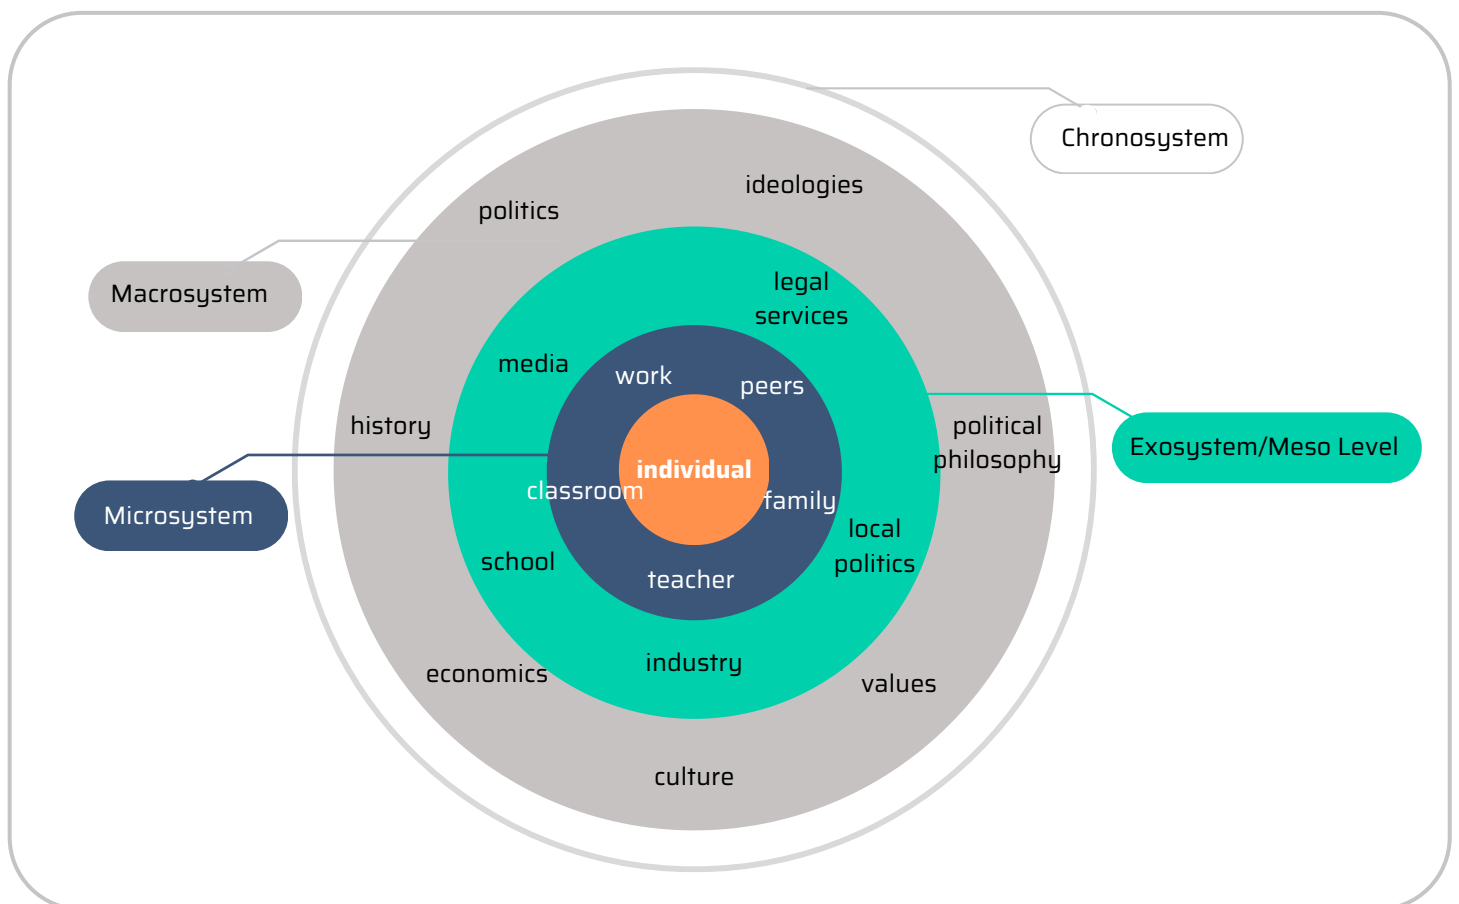 Chronosystem
ideologies
politics
legal
services
Macrosystem
media
work
peers
history
political
philosophy
Exosystem/Meso Level
individual
classroom
family
Microsystem
local
politics
school
teacher
industry
economics
values
culture